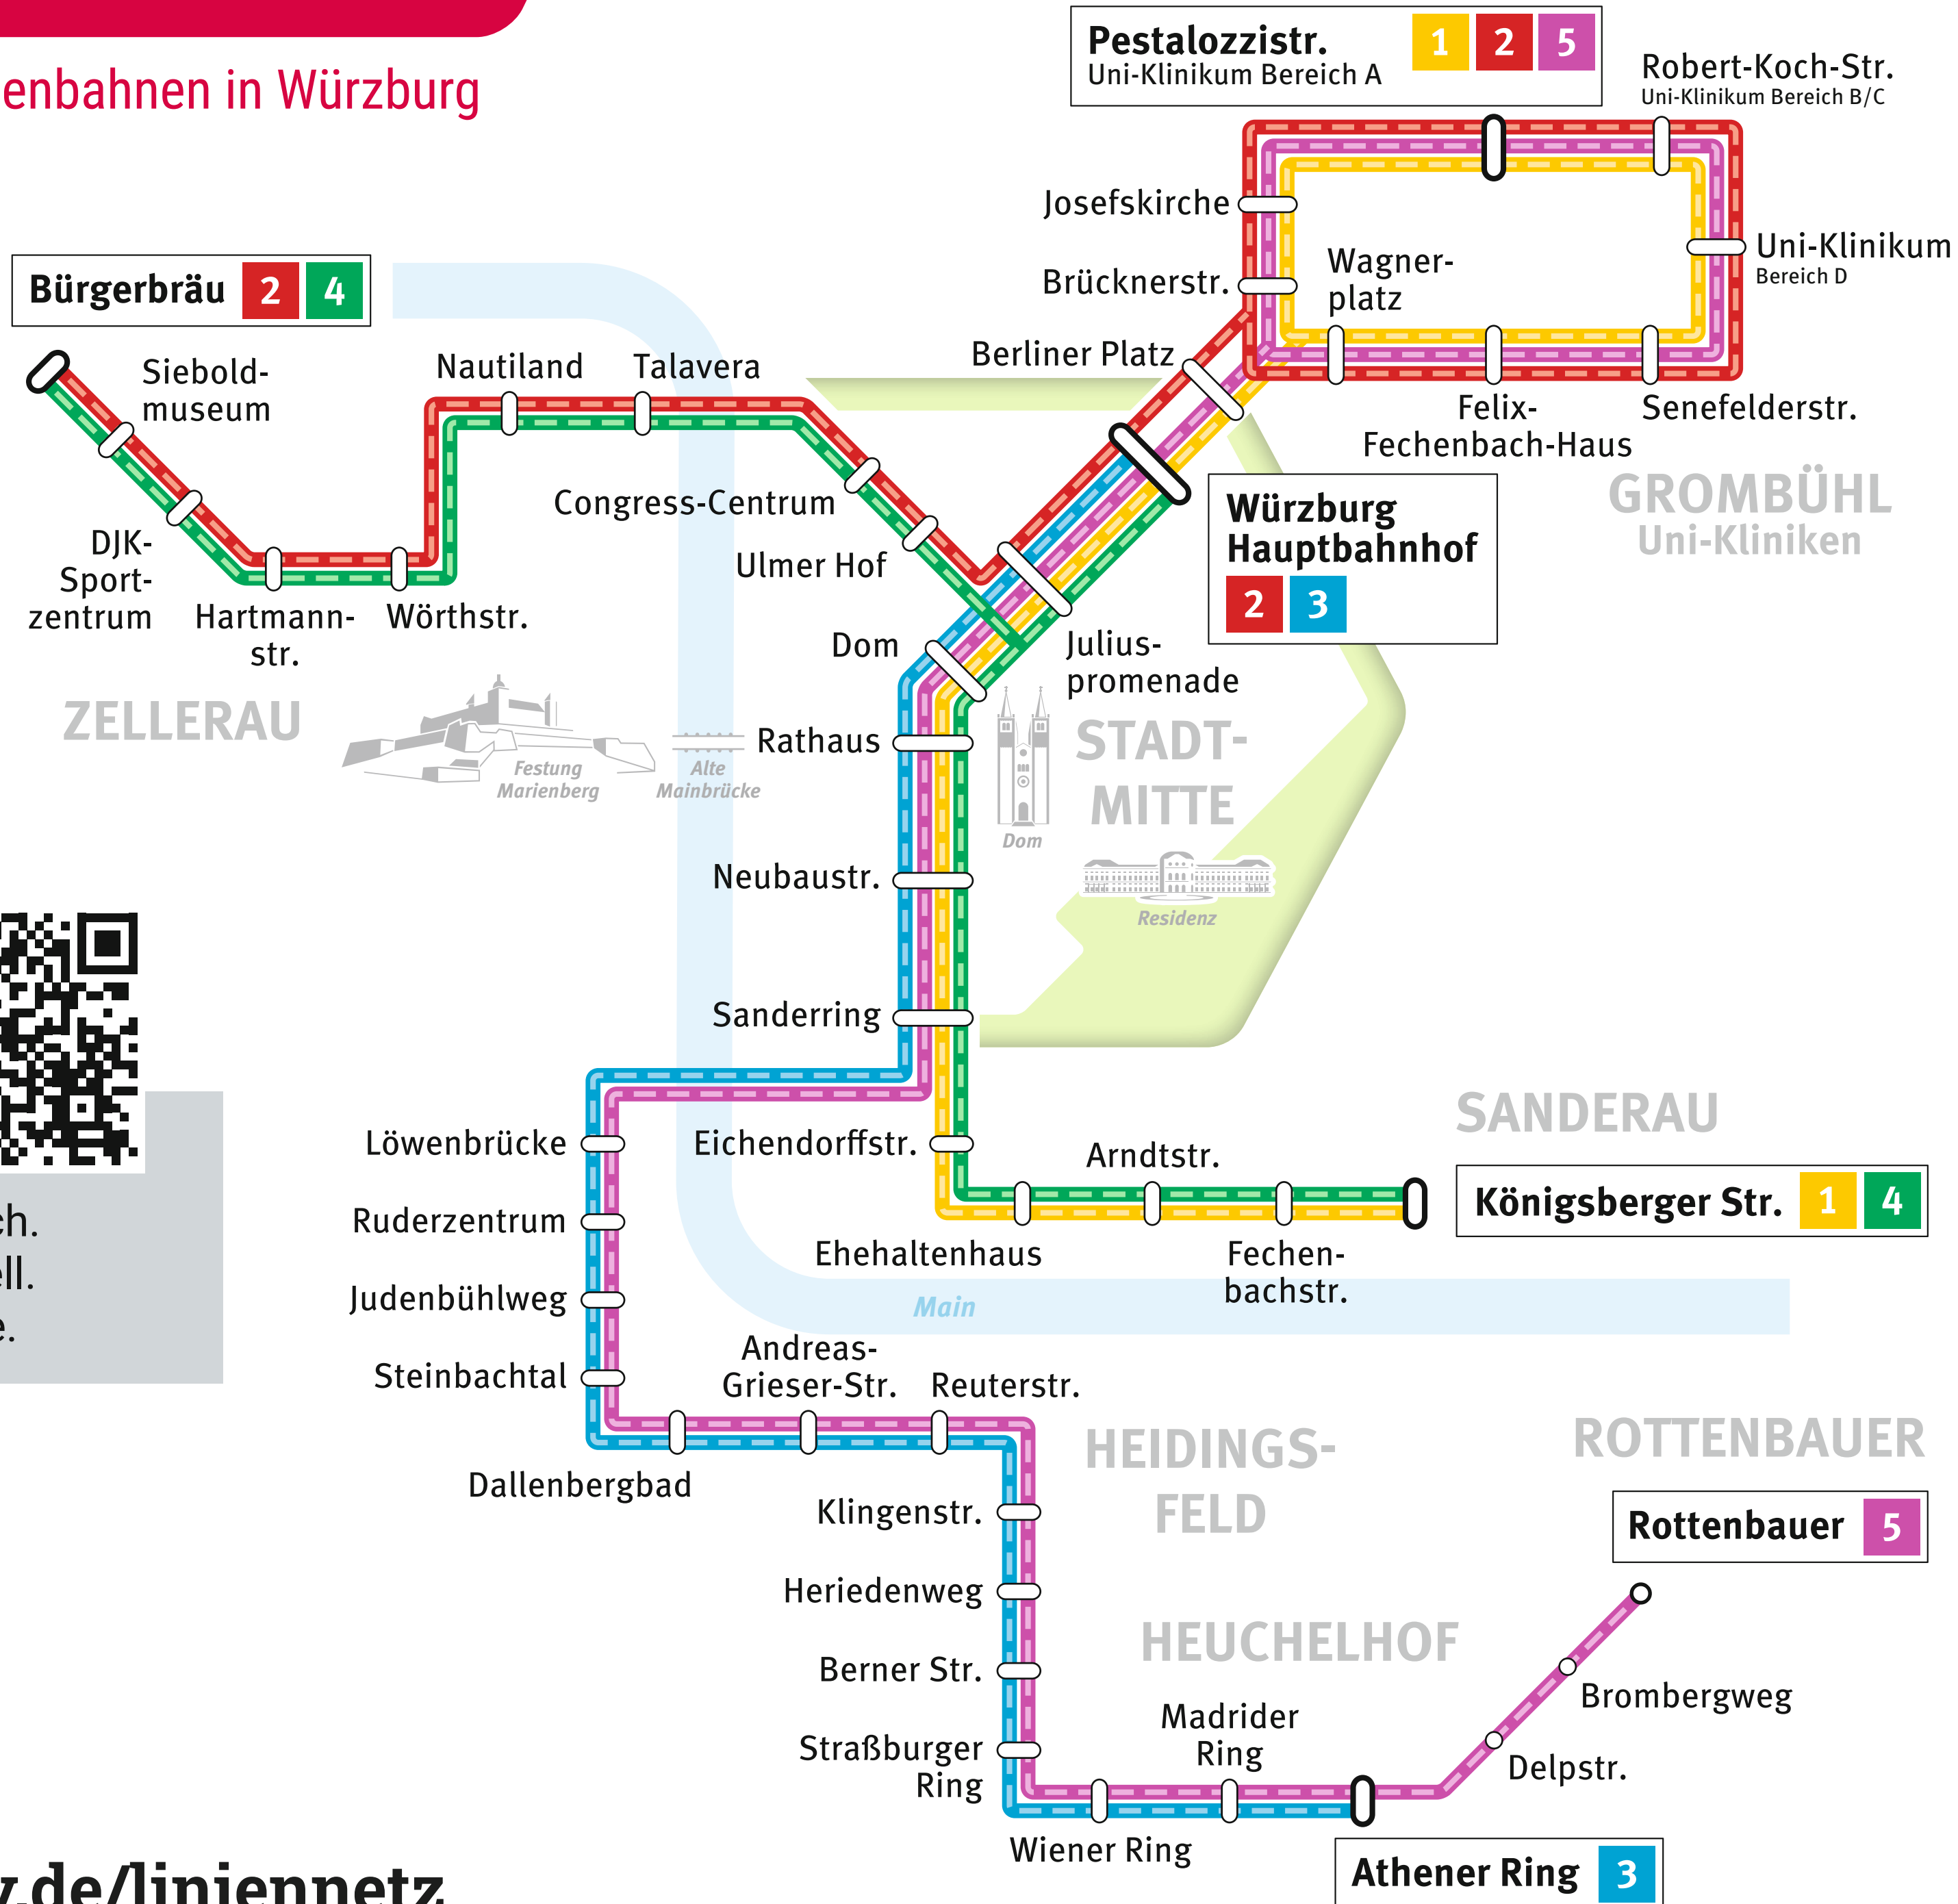 enbahnen in Würzburg
Pestalozzistr.
Uni-Klinikum Bereich A
1 2 5
Robert-Koch-Str.
Uni-Klinikum Bereich B/C
Josefskirche
Brücknerstr.
Wagner-
platz
Uni-Klinikum
Bereich D
Bürgerbräu 2 4
Berliner Platz
Siebold-
museum
Nautiland
Talavera
Felix-
Fechenbach-Haus
Senefelderstr.
GROMBÜHL
Uni-Kliniken
Congress-Centrum
Würzburg
Hauptbahnhof
2 3
DJK-
Sport-
zentrum
Ulmer Hof
Hartmann-
str.
Wörthstr.
Dom
Julius-
promenade
ZELLERAU
Festung
Marienberg
Alte
Mainbrücke
Rathaus
Dom
STADT-
MITTE
Residenz
Neubaustr.
Sanderring
SANDERAU
Löwenbrücke
Eichendorffstr.
Arndtstr.
Königsberger Str. 1 4
Ruderzentrum
Ehehaltenhaus
Fechen-
bachstr.
ch.
ell.
e.
Judenbühlweg
Main
Steinbachtal
Andreas-
Grieser-Str.
Reuterstr.
Dallenbergbad
HEIDINGS-
FELD
ROTTENBAUER
Klingenstr.
Rottenbauer 5
Heriedenweg
HEUCHELHOF
Berner Str.
Brombergweg
Madrider
Ring
Straßburger
Ring
Delpstr.
Wiener Ring
Athener Ring 3
v.de/liniennetz